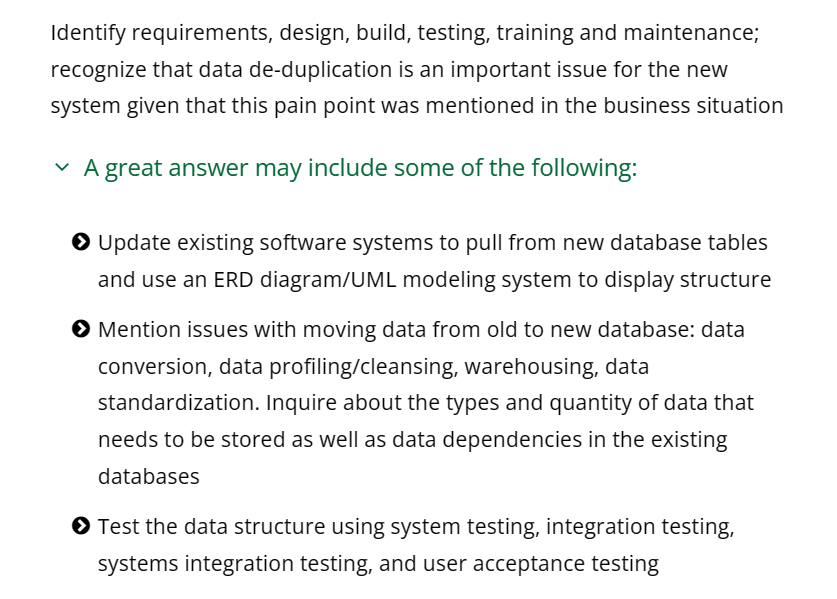 Identify requirements, design, build, testing, training and maintenance;
recognize that data de-duplication is an important issue for the new
system given that this pain point was mentioned in the business situation
A great answer may include some of the following:
Update existing software systems to pull from new database tables
and use an ERD diagram/UML modeling system to display structure
Mention issues with moving data from old to new database: data
conversion, data profiling/cleansing, warehousing, data
standardization. Inquire about the types and quantity of data that
needs to be stored as well as data dependencies in the existing
databases
Test the data structure using system testing, integration testing,
systems integration testing, and user acceptance testing